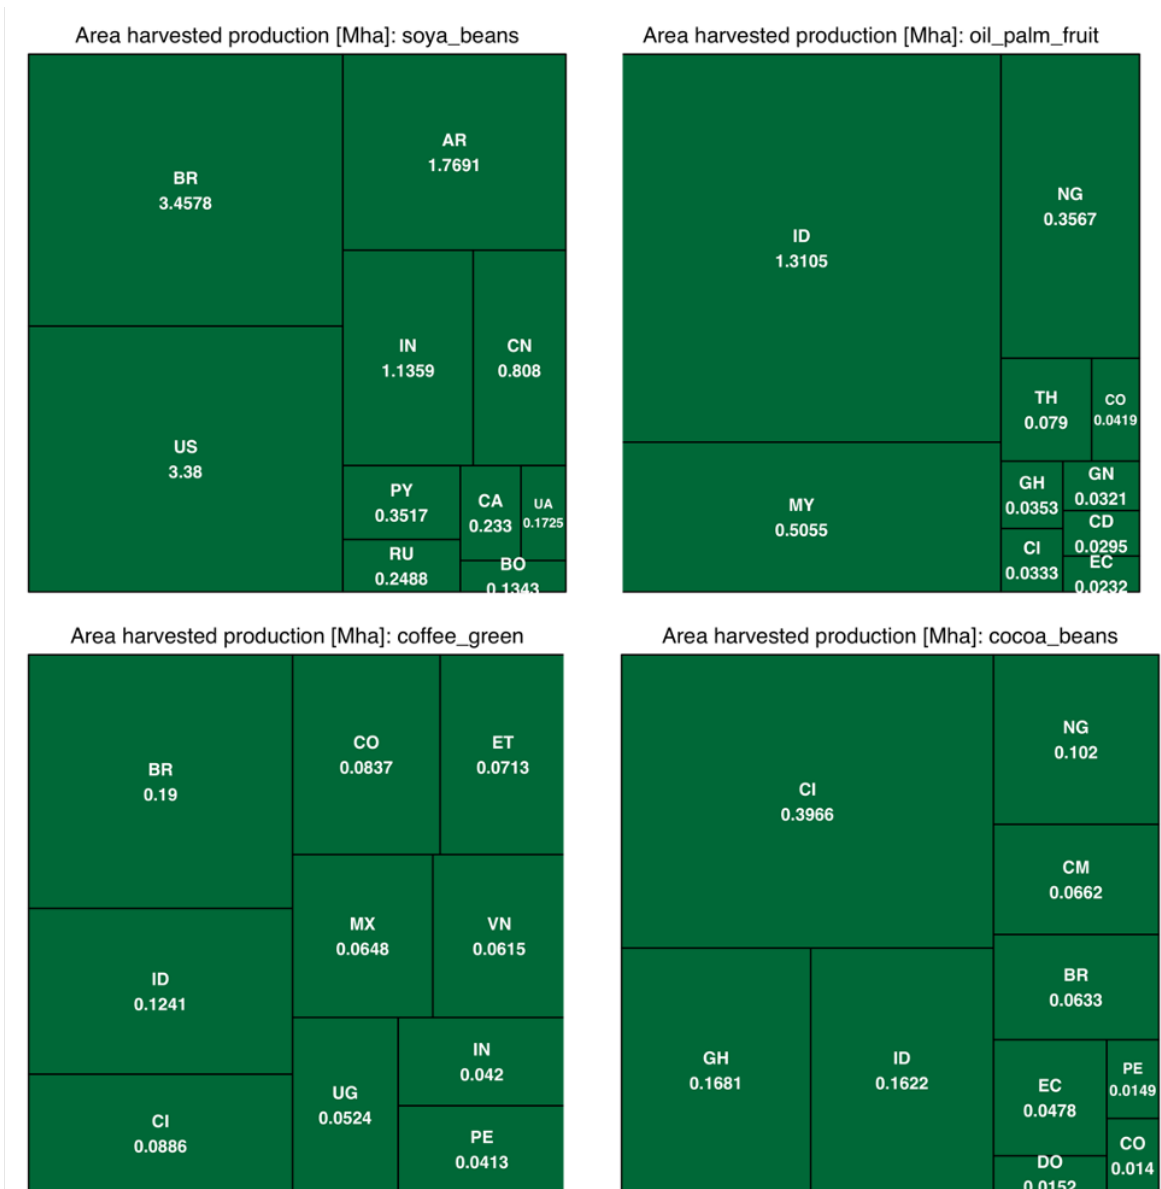 Area harvested production [Mha]: soya_beans
BR
3.4578
AR
1.7691
US
3.38
IN
1.1359
CN
0.808
PY
0.3517
RU
0.2488
CA
0.233
UA
0.1725
BO
0.1343
Area harvested production [Mha]: oil_palm_fruit
ID
1.3105
NG
0.3567
MY
0.5055
TH
0.079
CO
0.0419
GH
0.0353
GN
0.0321
CD
0.0295
CI
0.0333
EC
0.0232
Area harvested production [Mha]: coffee_green
BR
0.19
CO
0.0837
ET
0.0713
ID
0.1241
MX
0.0648
VN
0.0615
CI
0.0886
UG
0.0524
IN
0.042
PE
0.0413
Area harvested production [Mha]: cocoa_beans
CI
0.3966
NG
0.102
CM
0.0662
BR
0.0633
GH
0.1681
ID
0.1622
EC
0.0478
PE
0.0149
DO
0.0152
CO
0.014